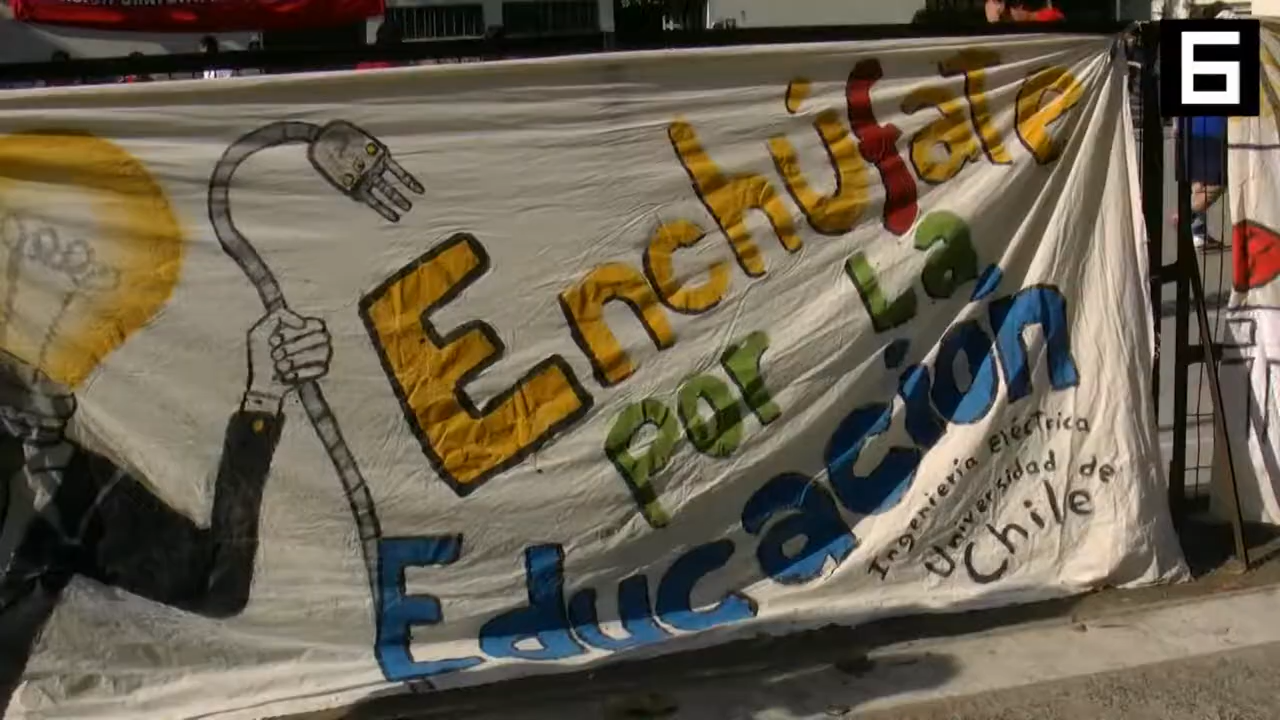 6
Enchúfate
por La
Educación
Ingeniería Eléctrica
Universidad de
Chile